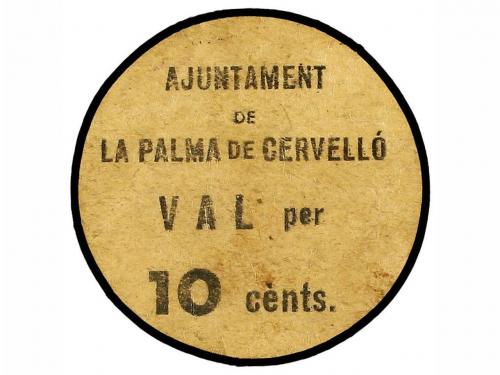 AJUNTAMENT
DE
LA PALMA DE CERVELLÓ
VAL per
10 cènts.